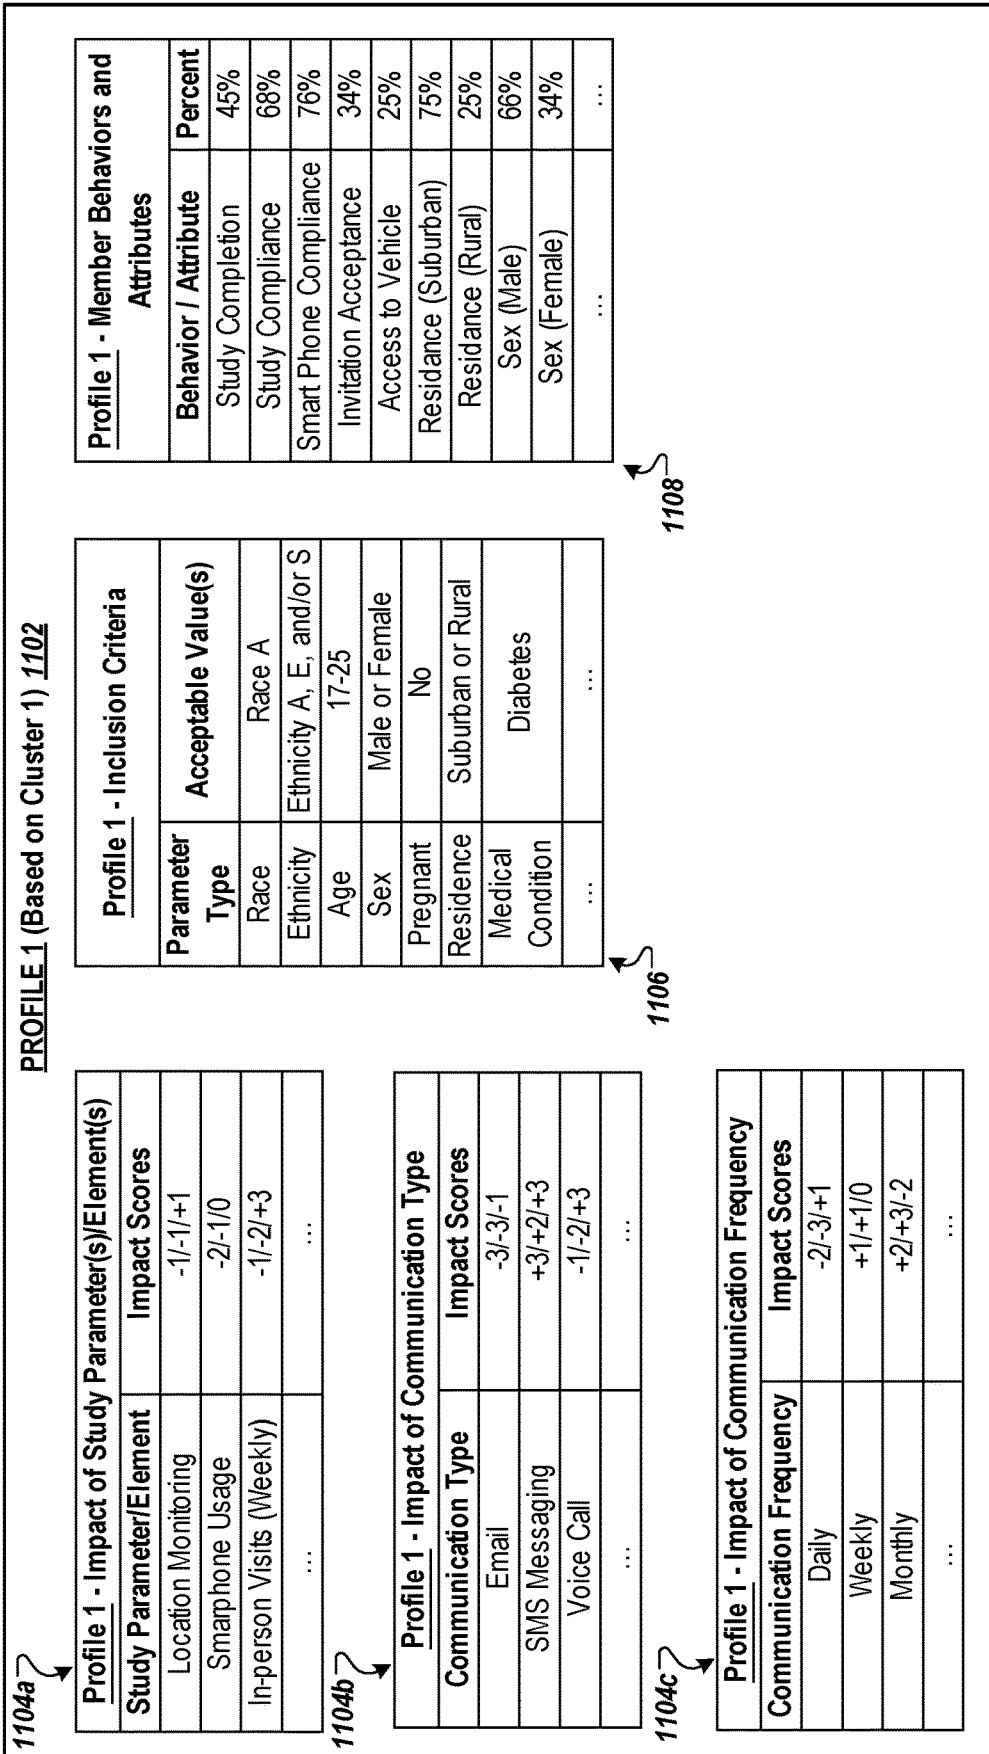 PROFILE 1 (Based on Cluster 1) 1102
1104a
Profile 1 - Impact of Study Parameter(s)/Element(s)
Study Parameter/Element Impact Scores
Location Monitoring -1/-1/+1
Smarphone Usage -2/-1/0
In-person Visits (Weekly) -1/-2/+3
... ...
1104b
Profile 1 - Impact of Communication Type
Communication Type Impact Scores
Email -3/-3/-1
SMS Messaging +3/+2/+3
Voice Call -1/-2/+3
... ...
1104c
Profile 1 - Impact of Communication Frequency
Communication Frequency Impact Scores
Daily -2/-3/+1
Weekly +1/+1/0
Monthly +2/+3/-2
... ...
Profile 1 - Inclusion Criteria
Parameter
Type Acceptable Value(s)
Race Race A
Ethnicity Ethnicity A, E, and/or S
Age 17-25
Sex Male or Female
Pregnant No
Residence Suburban or Rural
Medical
Condition Diabetes
... ...
1106
Profile 1 - Member Behaviors and
Attributes
Behavior / Attribute Percent
Study Completion 45%
Study Compliance 68%
Smart Phone Compliance 76%
Invitation Acceptance 34%
Access to Vehicle 25%
Residance (Suburban) 75%
Residance (Rural) 25%
Sex (Male) 66%
Sex (Female) 34%
... ...
1108